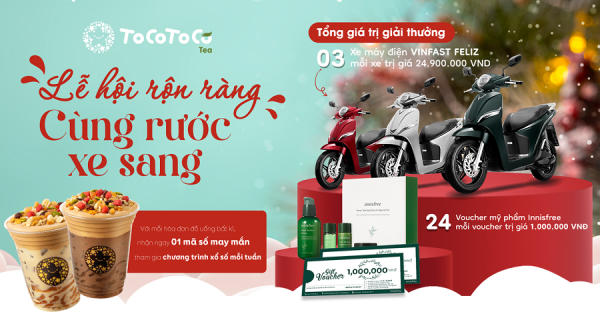 ToCoToCo
Tea
Lễ hội rộn ràng
Cùng rước
xe sang
Với mỗi hóa đơn đồ uống bất kì,
nhận ngay 01 mã số may mắn
tham gia chương trình xổ số mỗi tuần
Tổng giá trị giải thưởng
03 Xe máy điện VINFAST FELIZ
mỗi xe trị giá 24,900.000 VND
24 Voucher mỹ phẩm Innisfree
mỗi voucher trị giá 1.000.000 VNĐ
innisfree
Gift
Voucher
1,000,000